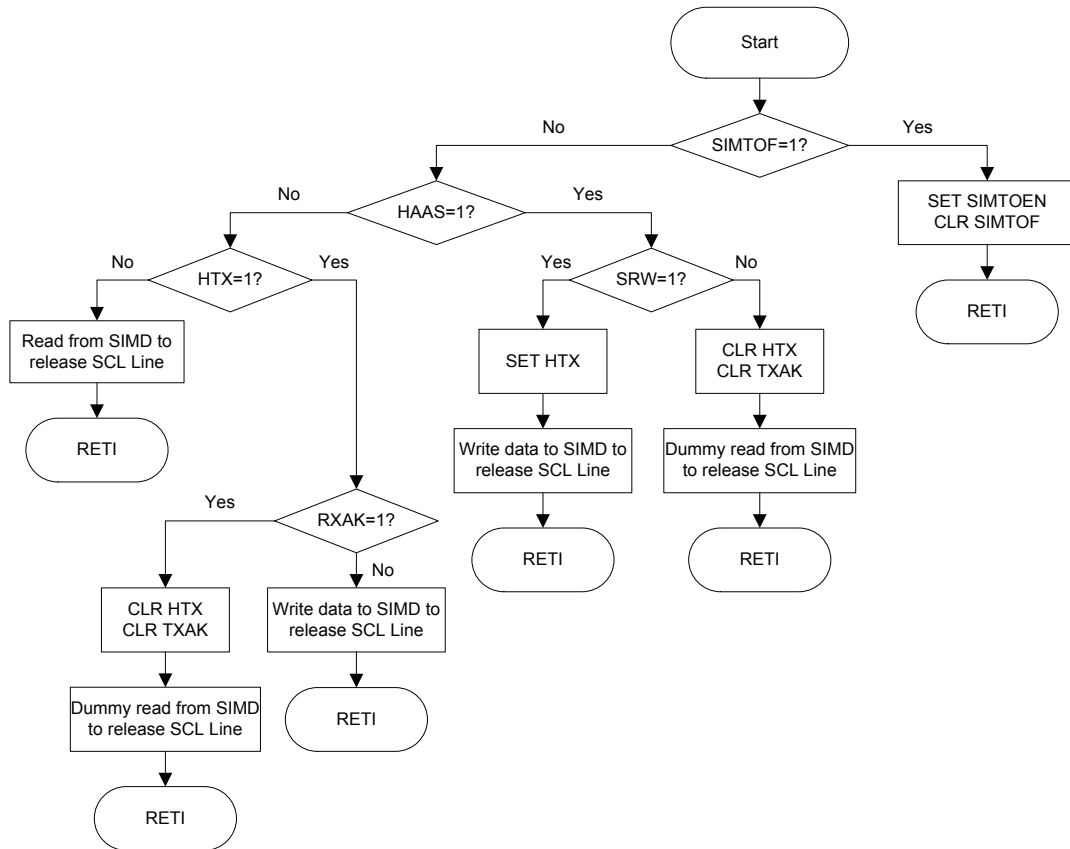 Start
No
Yes
SIMTOF=1?
No
Yes
HAAS=1?
SET SIMTOEN
CLR SIMTOF
No
Yes
HTX=1?
Yes
No
SRW=1?
RETI
Read from SIMD to
release SCL Line
SET HTX
CLR HTX
CLR TXAK
RETI
Write data to SIMD to
release SCL Line
Dummy read from SIMD
to release SCL Line
Yes
RXAK=1?
No
RETI
RETI
CLR HTX
CLR TXAK
Write data to SIMD to
release SCL Line
Dummy read from SIMD
to release SCL Line
RETI
RETI